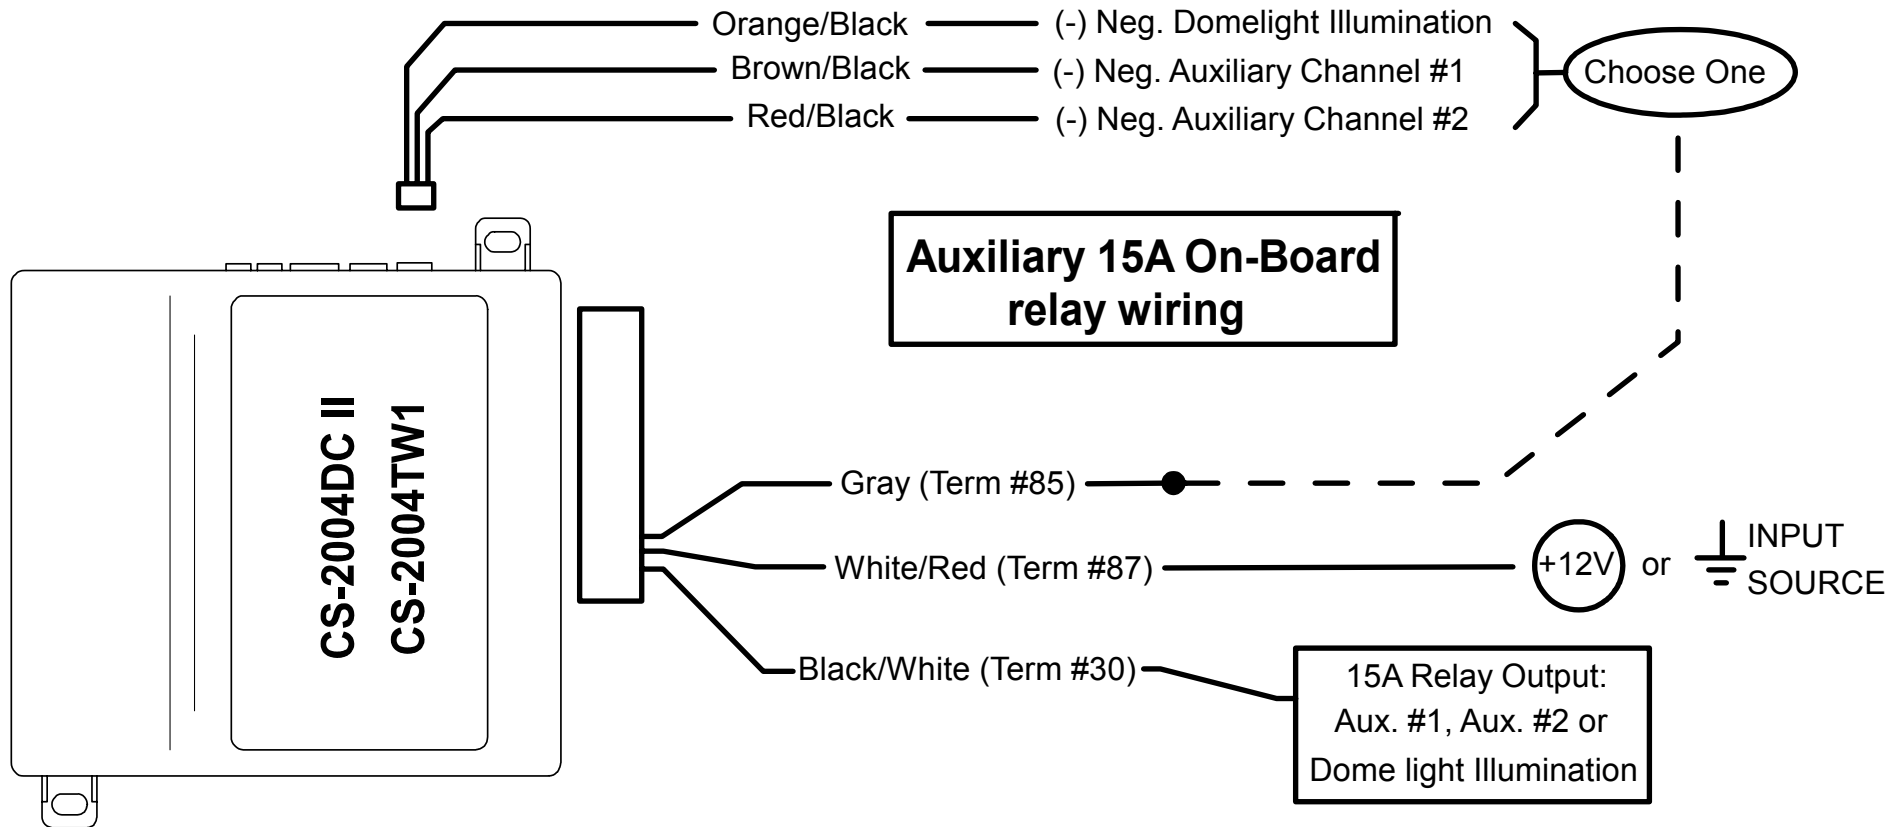 Orange/Black (-) Neg. Domelight Illumination
Brown/Black (-) Neg. Auxiliary Channel #1
Red/Black (-) Neg. Auxiliary Channel #2
Choose One
Auxiliary 15A On-Board
relay wiring
CS-2004DC II
CS-2004TW1
Gray (Term #85)
White/Red (Term #87)
+12V or INPUT
SOURCE
Black/White (Term #30)
15A Relay Output:
Aux. #1, Aux. #2 or
Dome light Illumination